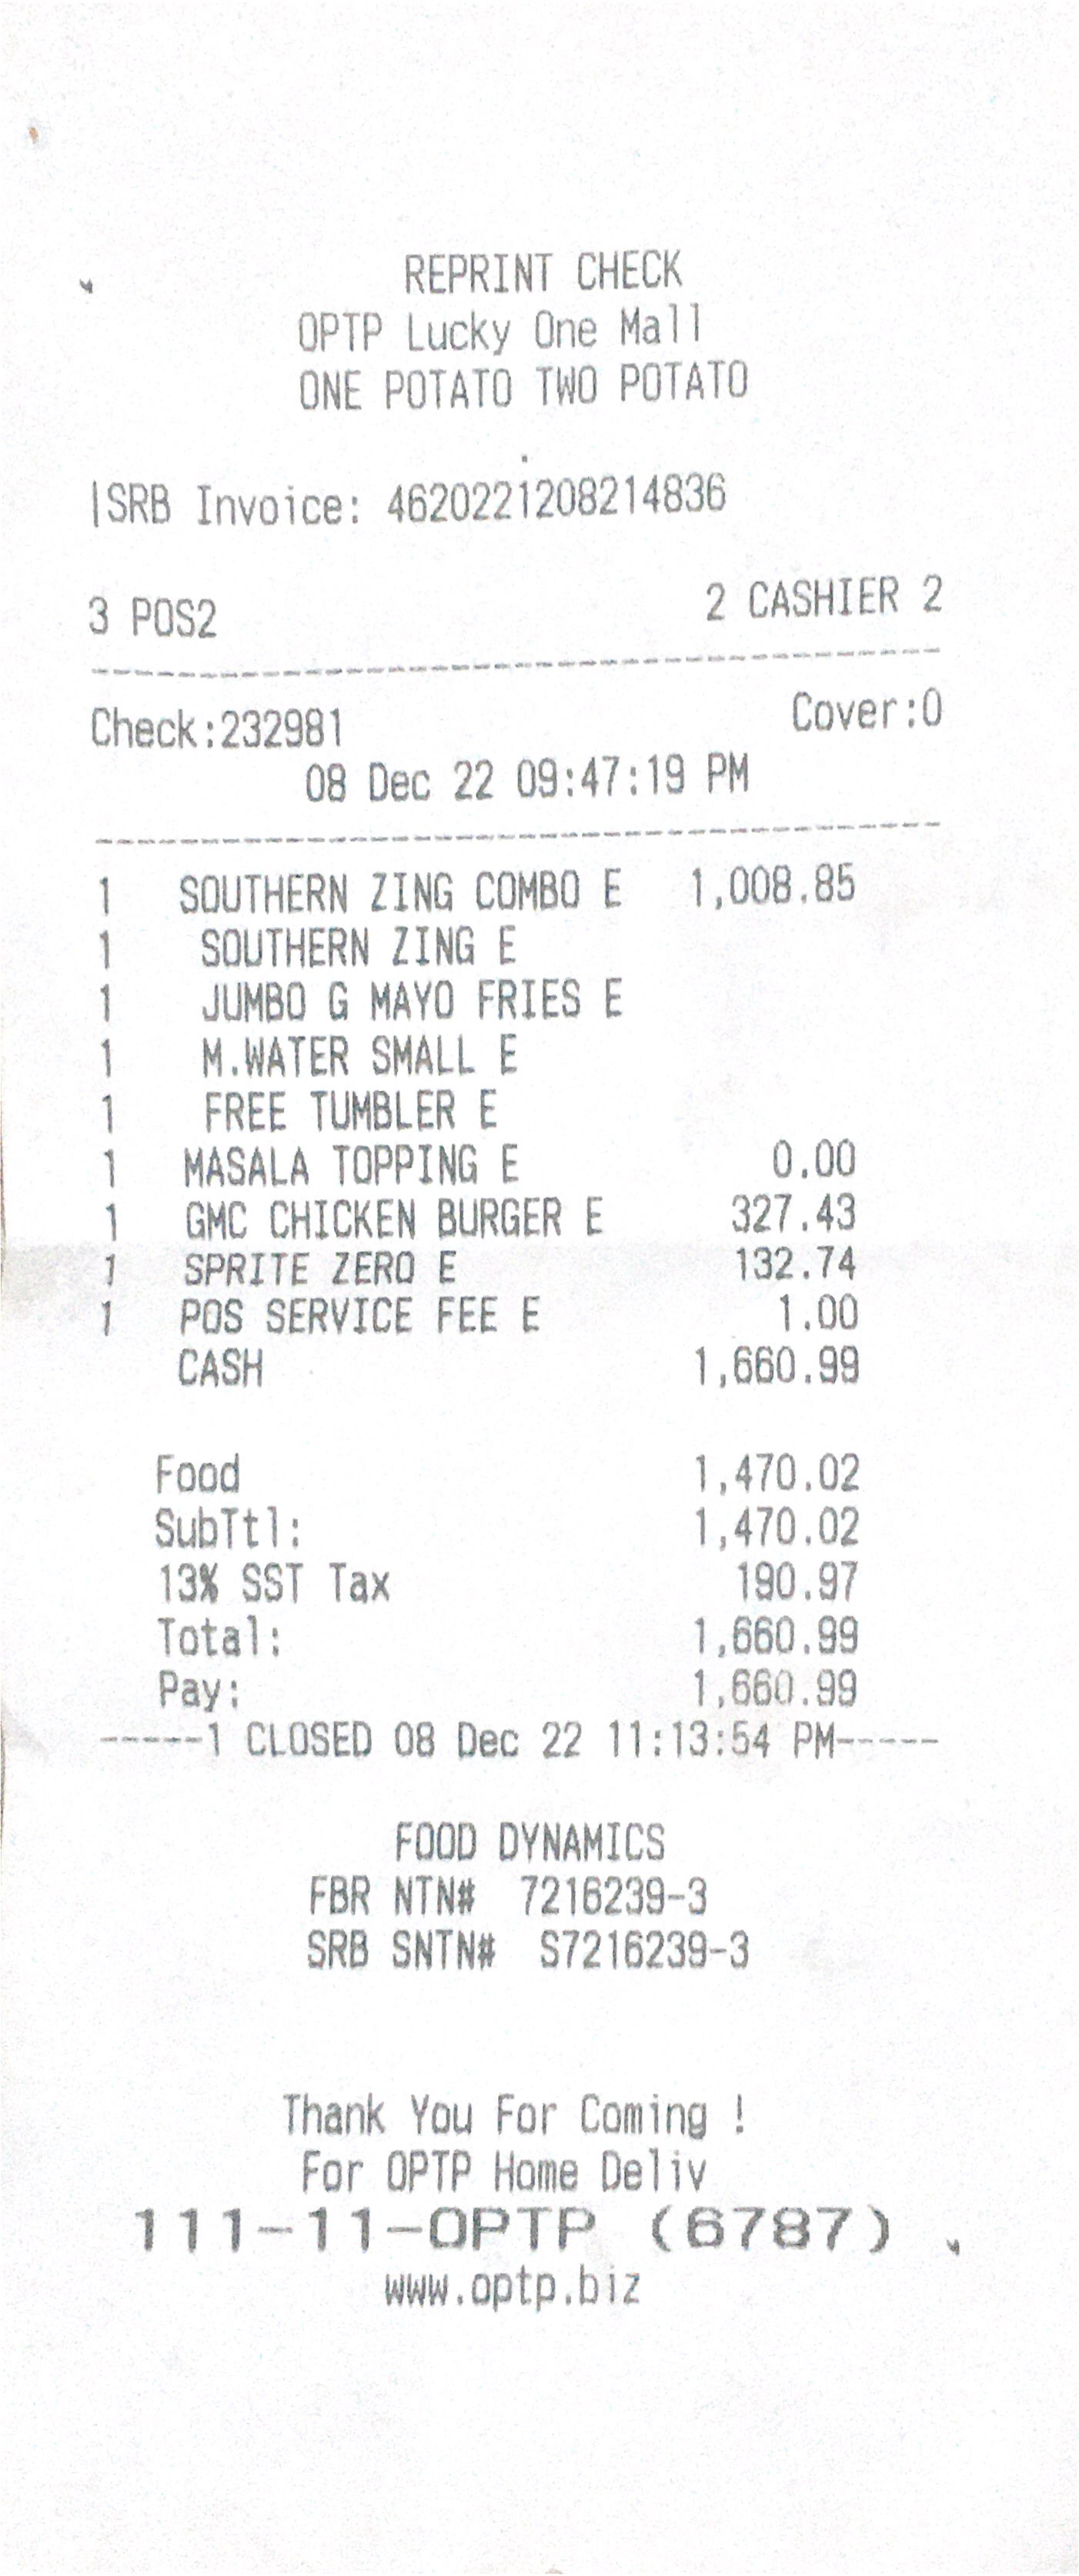 REPRINT CHECK
OPTP Lucky One Mall
ONE POTATO TWO POTATO
|SRB Invoice: 4620221208214836
3 POS2 2 CASHIER 2
Check:232981 Cover:0
08 Dec 22 09:47:19 PM
1 SOUTHERN ZING COMBO E 1,008.85
1 SOUTHERN ZING E
1 JUMBO G MAYO FRIES E
1 M.WATER SMALL E
1 FREE TUMBLER E
1 MASALA TOPPING E 0.00
1 GMC CHICKEN BURGER E 327.43
1 SPRITE ZERO E 132.74
1 POS SERVICE FEE E 1.00
CASH 1,660.99
Food 1,470.02
SubTtl: 1,470.02
13% SST Tax 190.97
Total: 1,660.99
Pay: 1,660.99
-----1 CLOSED 08 Dec 22 11:13:54 PM-----
FOOD DYNAMICS
FBR NTN# 7216239-3
SRB SNTN# S7216239-3
Thank You For Coming !
For OPTP Home Deliv
111-11-OPTP (6787)
www.optp.biz